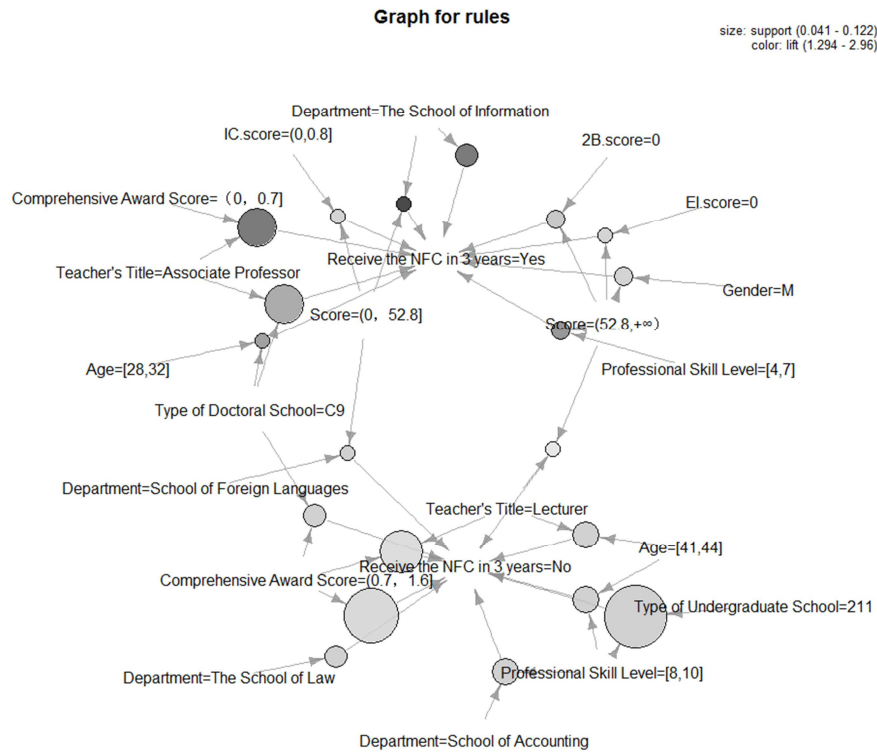 Graph for rules
size: support (0.041 - 0.122)
color: lift (1.294 - 2.96)
Department=The School of Information
IC.score=(0,0.8]
2B.score=0
Comprehensive Award Score=（0，0.7]
EI.score=0
Receive the NFC in 3 years=Yes
Teacher's Title=Associate Professor
Gender=M
Score=(0，52.8]
Score=(52.8,+∞）
Age=[28,32]
Professional Skill Level=[4,7]
Type of Doctoral School=C9
Department=School of Foreign Languages
Teacher's Title=Lecturer
Age=[41,44]
Receive the NFC in 3 years=No
Comprehensive Award Score=(0.7，1.6]
Type of Undergraduate School=211
Department=The School of Law
Professional Skill Level=[8,10]
Department=School of Accounting